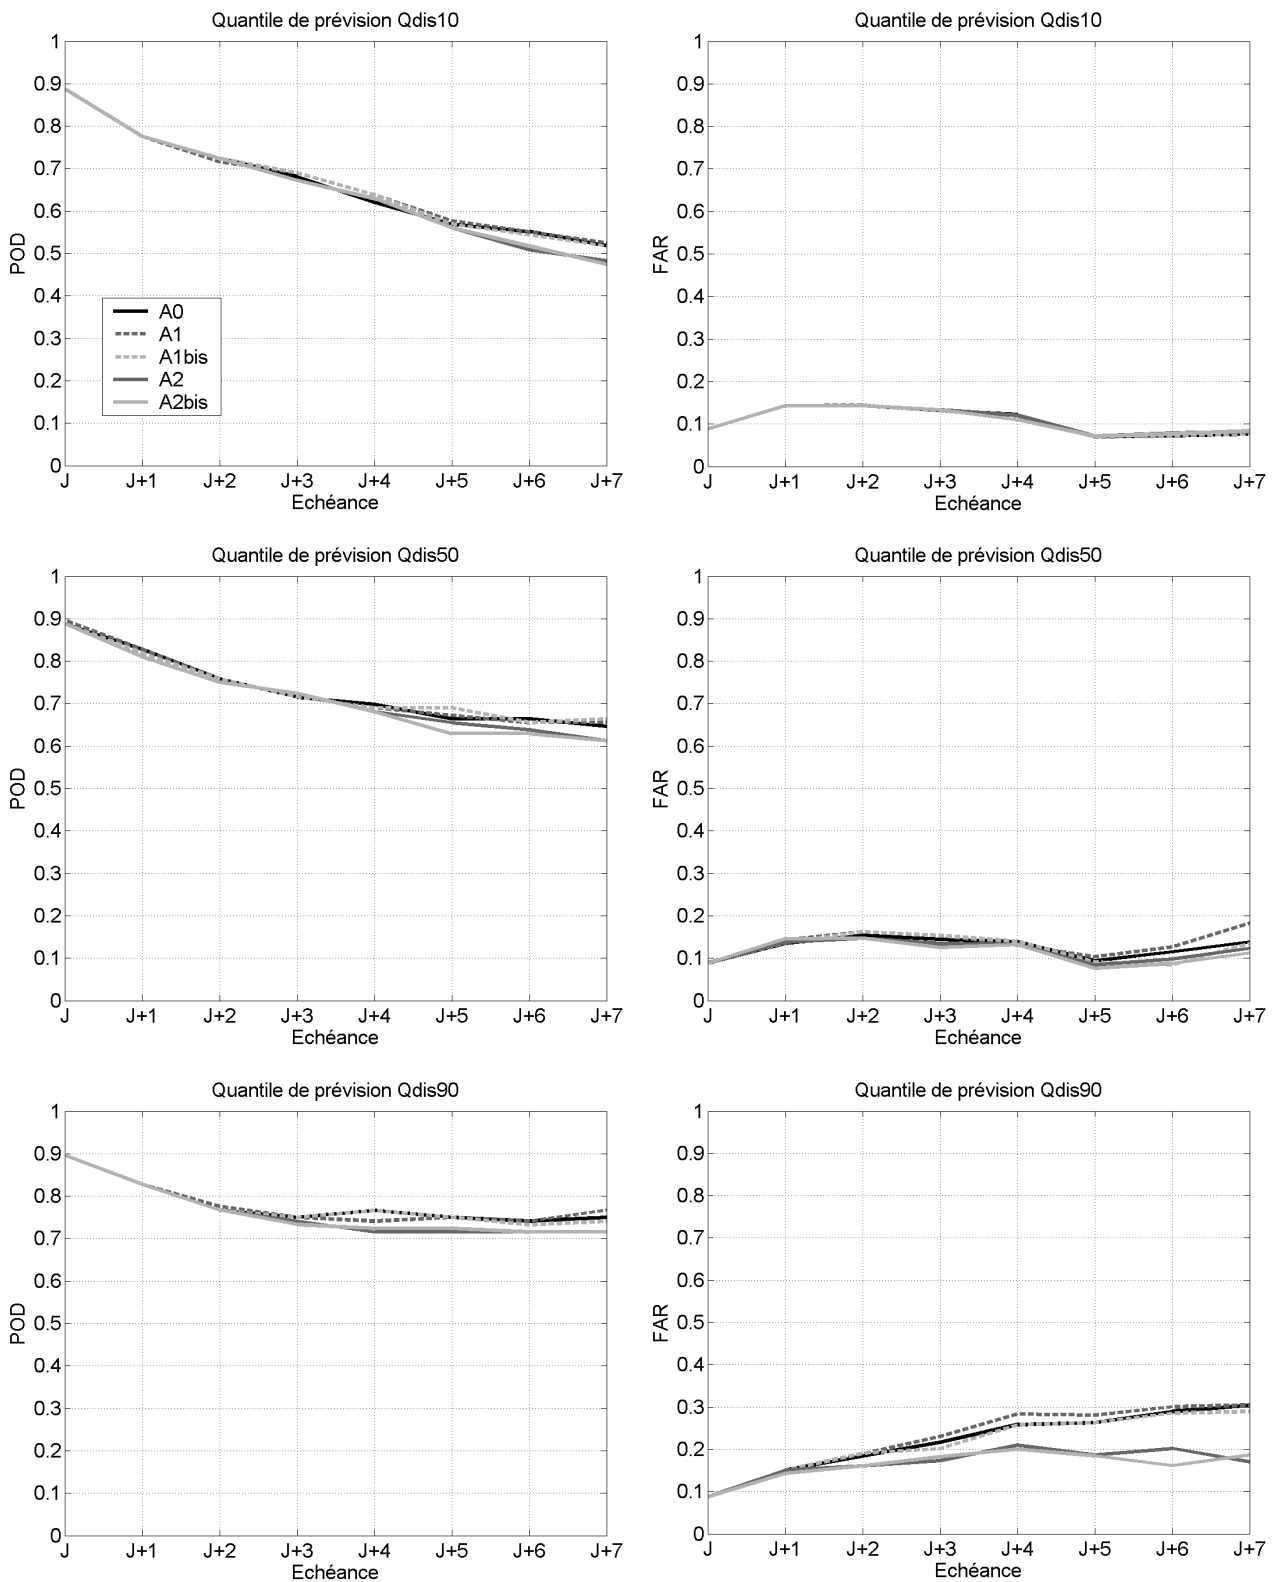 Quantile de prévision Qdis10
1
0.9
0.8
0.7
0.6
0.5
0.4
0.3
0.2
0.1
0
POD
A0
A1
A1bis
A2
A2bis
J J+1 J+2 J+3 J+4 J+5 J+6 J+7
Echéance
Quantile de prévision Qdis10
1
0.9
0.8
0.7
0.6
0.5
0.4
0.3
0.2
0.1
0
FAR
J J+1 J+2 J+3 J+4 J+5 J+6 J+7
Echéance
Quantile de prévision Qdis50
1
0.9
0.8
0.7
0.6
0.5
0.4
0.3
0.2
0.1
0
POD
J J+1 J+2 J+3 J+4 J+5 J+6 J+7
Echéance
Quantile de prévision Qdis50
1
0.9
0.8
0.7
0.6
0.5
0.4
0.3
0.2
0.1
0
FAR
J J+1 J+2 J+3 J+4 J+5 J+6 J+7
Echéance
Quantile de prévision Qdis90
1
0.9
0.8
0.7
0.6
0.5
0.4
0.3
0.2
0.1
0
POD
J J+1 J+2 J+3 J+4 J+5 J+6 J+7
Echéance
Quantile de prévision Qdis90
1
0.9
0.8
0.7
0.6
0.5
0.4
0.3
0.2
0.1
0
FAR
J J+1 J+2 J+3 J+4 J+5 J+6 J+7
Echéance